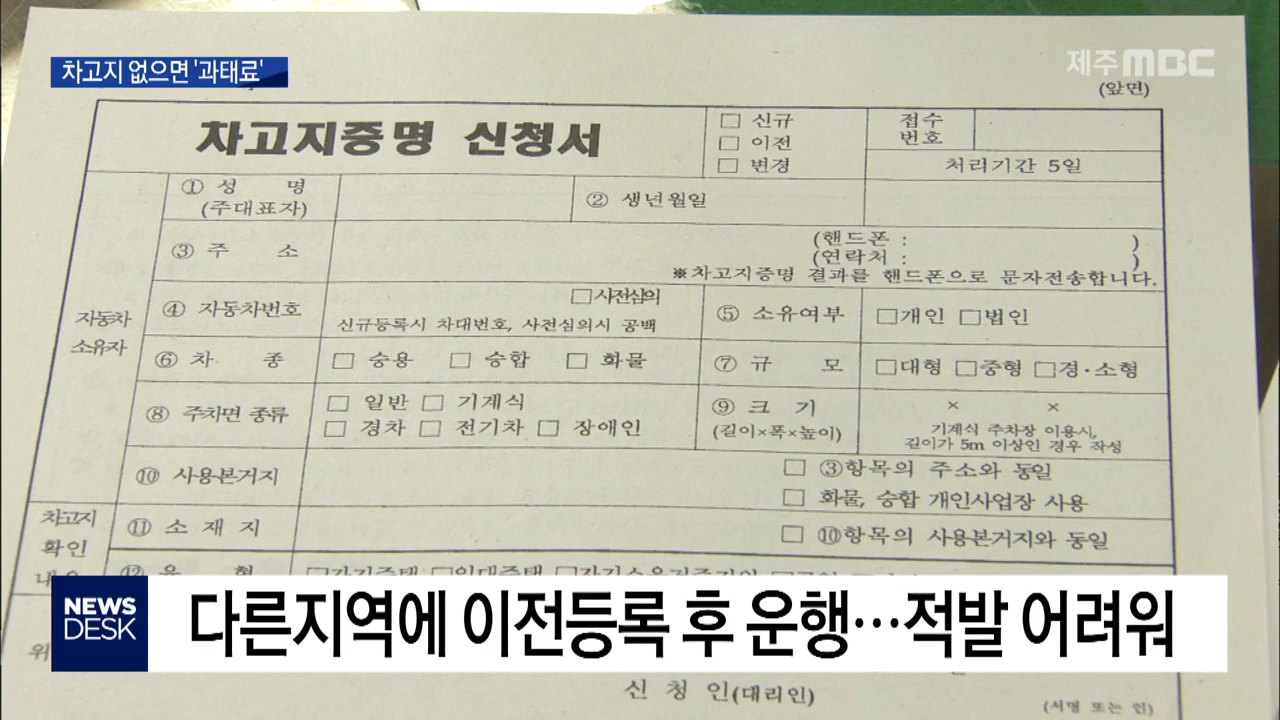 차고지 없으면 '과태료'
제주MBC
(앞면)
차고지증명 신청서
□ 신규
□ 이전
□ 변경
접수
번호
처리기간 5일
① 성 명
(주대표자)
② 생년월일
③ 주 소
(핸드폰 : )
(연락처 : )
※차고지증명 결과를 핸드폰으로 문자전송합니다.
자동차
소유자
④ 자동차번호
□사전심의
신규등록시 차대번호, 사전심의시 공백
⑤ 소유여부
□개인 □법인
⑥ 차 종
□ 승용 □ 승합 □ 화물
⑦ 규 모
□대형 □중형 □경·소형
⑧ 주차면 종류
□ 일반 □ 기계식
□ 경차 □ 전기차 □ 장애인
⑨ 크 기
(길이×폭×높이)
× ×
기계식 주차장 이용시,
길이가 5m 이상인 경우 작성
⑩ 사용본거지
□ ③항목의 주소와 동일
□ 화물, 승합 개인사업장 사용
차고지
확인
⑪ 소 재 지
□ ⑩항목의 사용본거지와 동일
NEWS
DESK
다른지역에 이전등록 후 운행…적발 어려워
위
신 청 인(대리인)
(서명 또는 인)